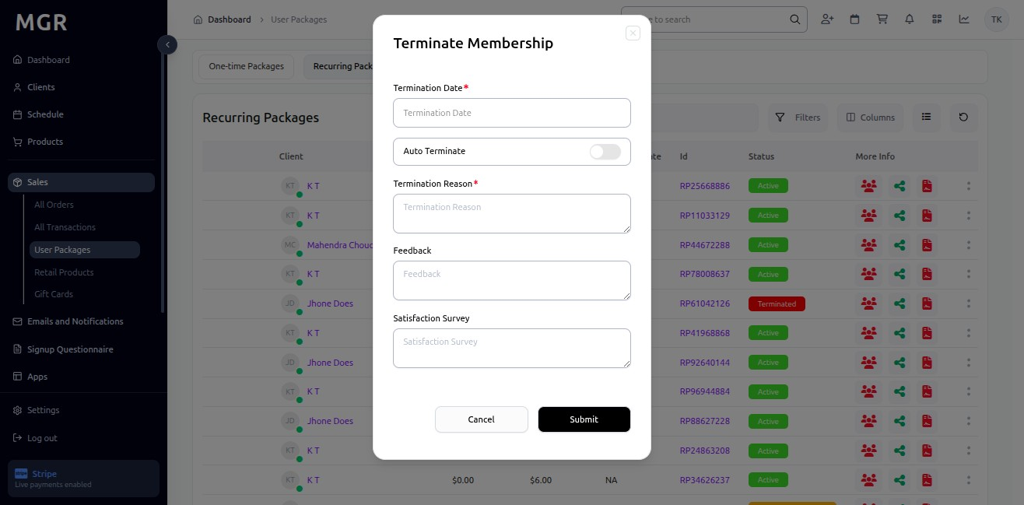 MGR
Dashboard
Clients
Schedule
Products
Sales
All Orders
All Transactions
User Packages
Retail Products
Gift Cards
Emails and Notifications
Signup Questionnaire
Apps
Settings
Log out
Stripe
Live payments enabled
Dashboard > User Packages
e to search
TK
One-time Packages
Recurring Pack
Recurring Packages
Filters
Columns
Client
te
Id
Status
More Info
KT K T RP25668886 Active
KT K T RP11033129 Active
MC Mahendra Chouc RP44672288 Active
KT K T RP78008637 Active
JD Jhone Does RP61042126 Terminated
KT K T RP41968868 Active
JD Jhone Does RP92640144 Active
KT K T RP96944884 Active
JD Jhone Does RP88627228 Active
KT K T RP24863208 Active
KT K T $0.00 $6.00 NA RP34626237 Active
Terminate Membership
Termination Date*
Termination Date
Auto Terminate
Termination Reason*
Termination Reason
Feedback
Feedback
Satisfaction Survey
Satisfaction Survey
Cancel
Submit